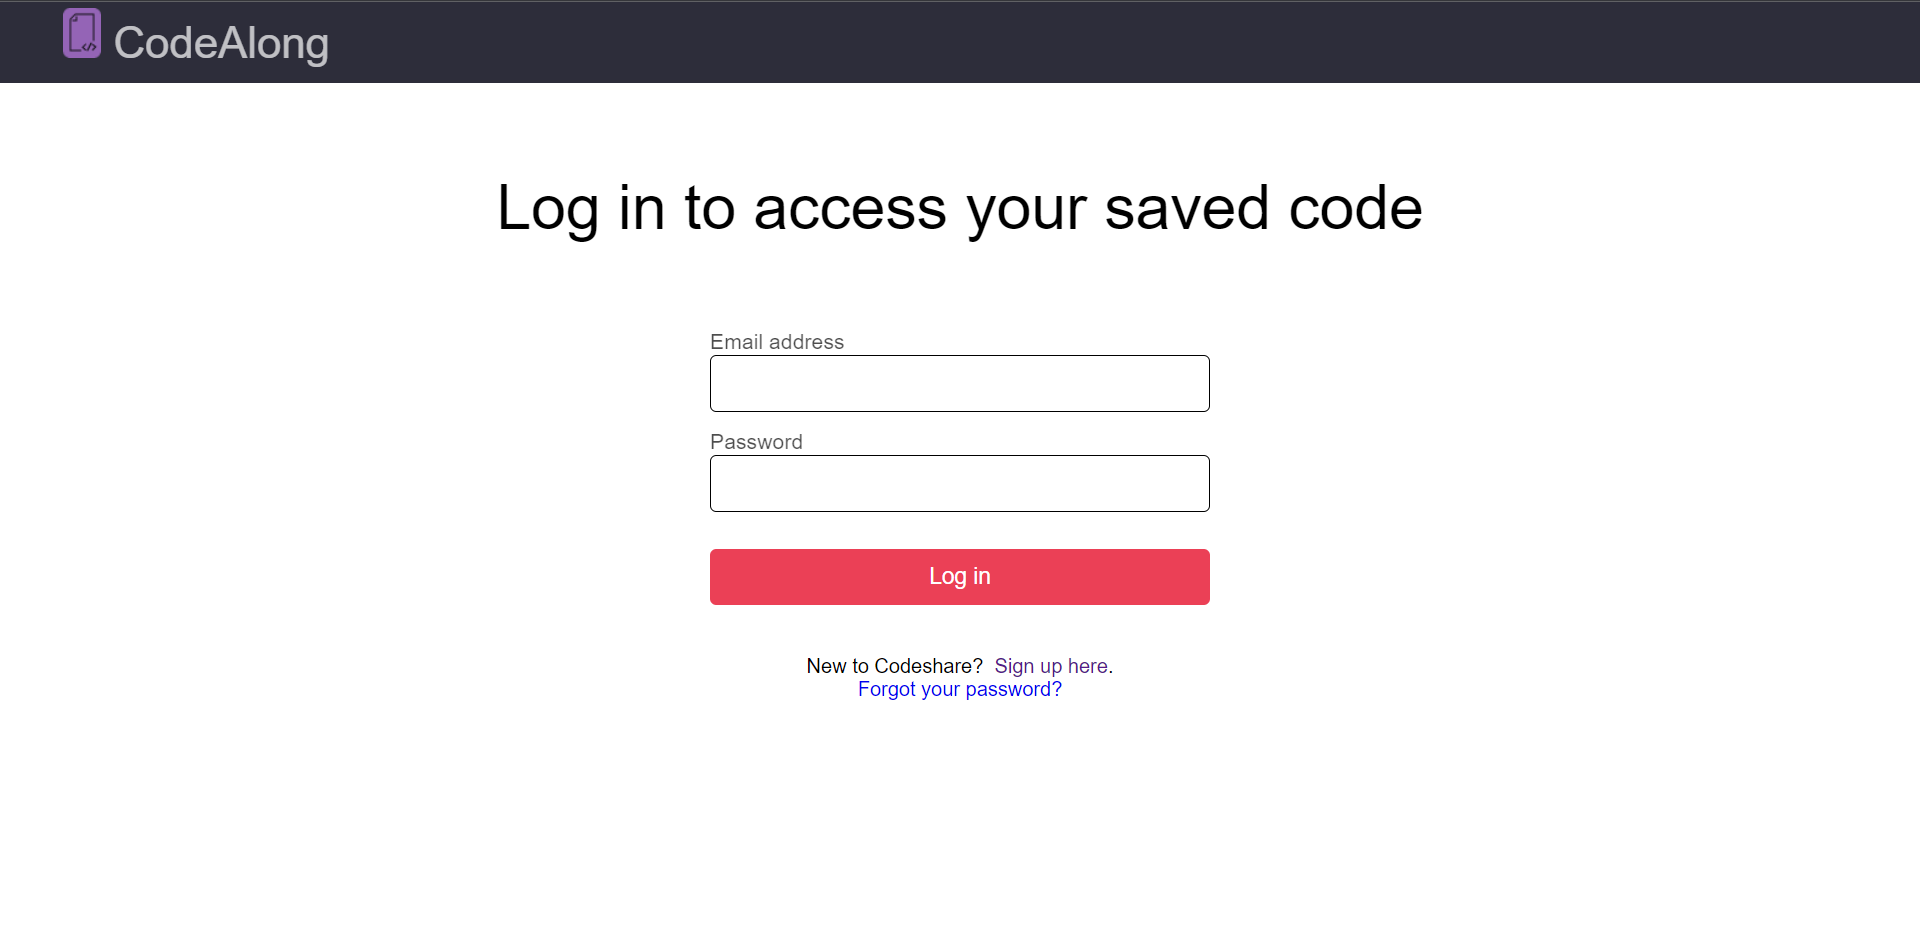 CodeAlong
Log in to access your saved code
Email address
Password
Log in
New to Codeshare? Sign up here.
Forgot your password?